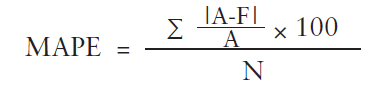 MAPE = Σ |A-F| / A × 100 / N